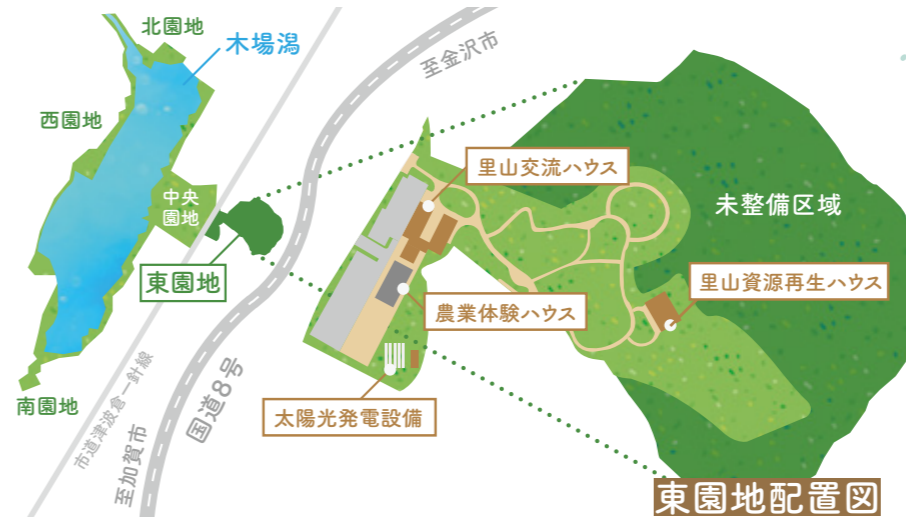 北園地
木場潟
至金沢市
西園地
里山交流ハウス
中央
園地
未整備区域
東園地
里山資源再生ハウス
農業体験ハウス
南園地
市道津波倉一針線
国道8号
太陽光発電設備
至加賀市
東園地配置図